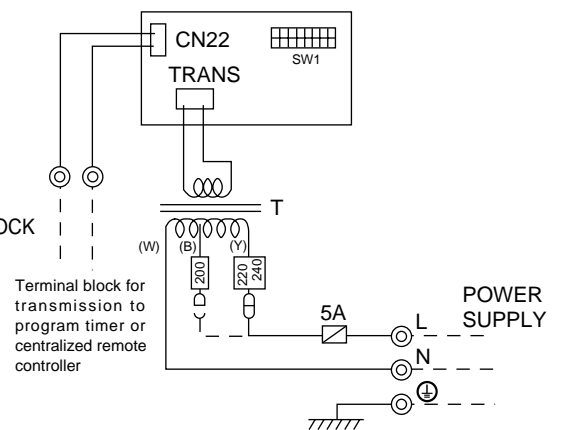 CN22
SW1
TRANS
T
OCK
(W)
(B)
(Y)
200
220
240
Terminal block for
transmission to
program timer or
centralized remote
controller
5A
L
POWER
SUPPLY
N